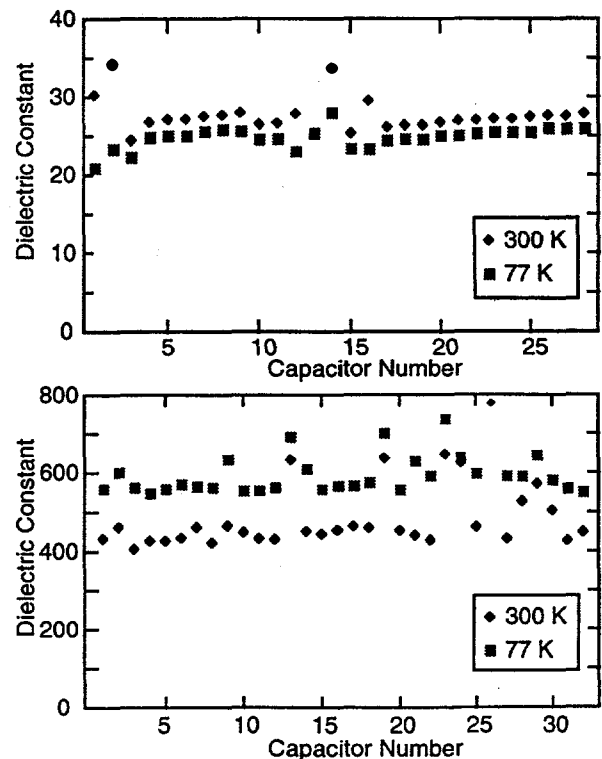 40
30
20
10
0
Dielectric Constant
300 K
77 K
5 10 15 20 25
Capacitor Number
800
600
400
200
0
Dielectric Constant
300 K
77 K
5 10 15 20 25 30
Capacitor Number